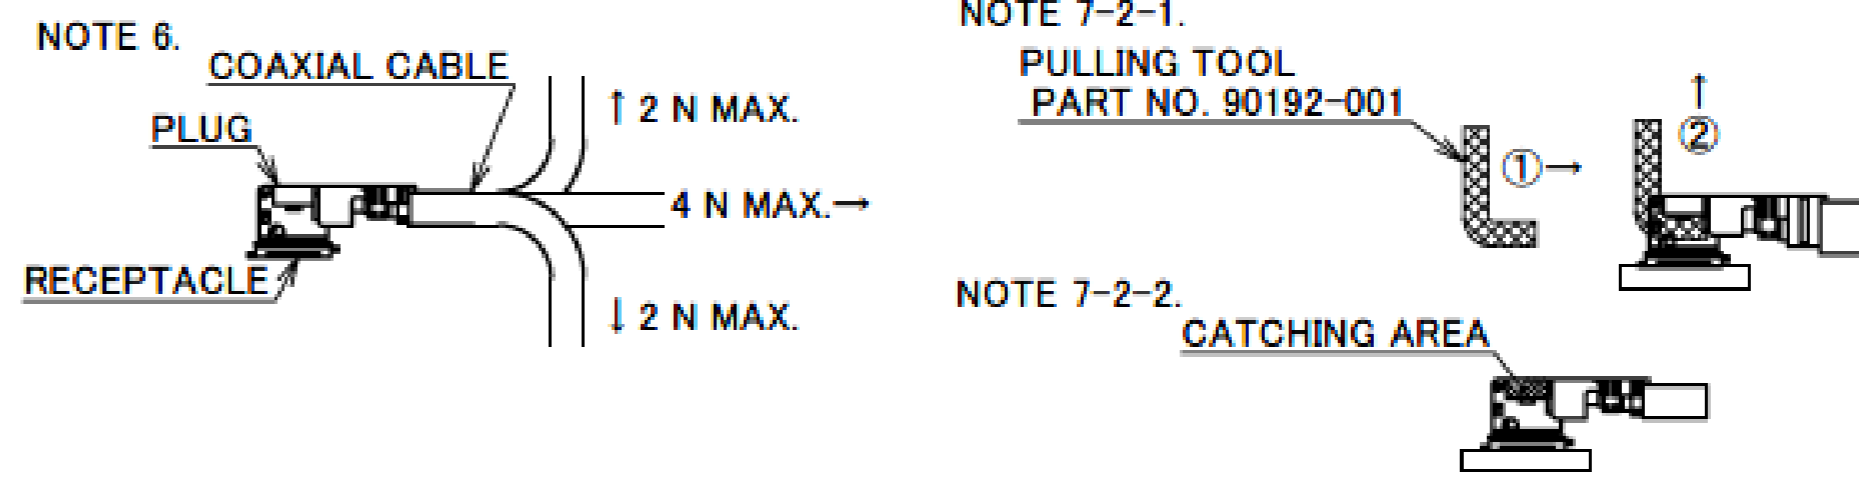 NOTE 6.
COAXIAL CABLE
↑ 2 N MAX.
PLUG
4 N MAX.→
RECEPTACLE
↓ 2 N MAX.
NOTE 7-2-1.
PULLING TOOL
PART NO. 90192-001
① →
↑
②
NOTE 7-2-2.
CATCHING AREA